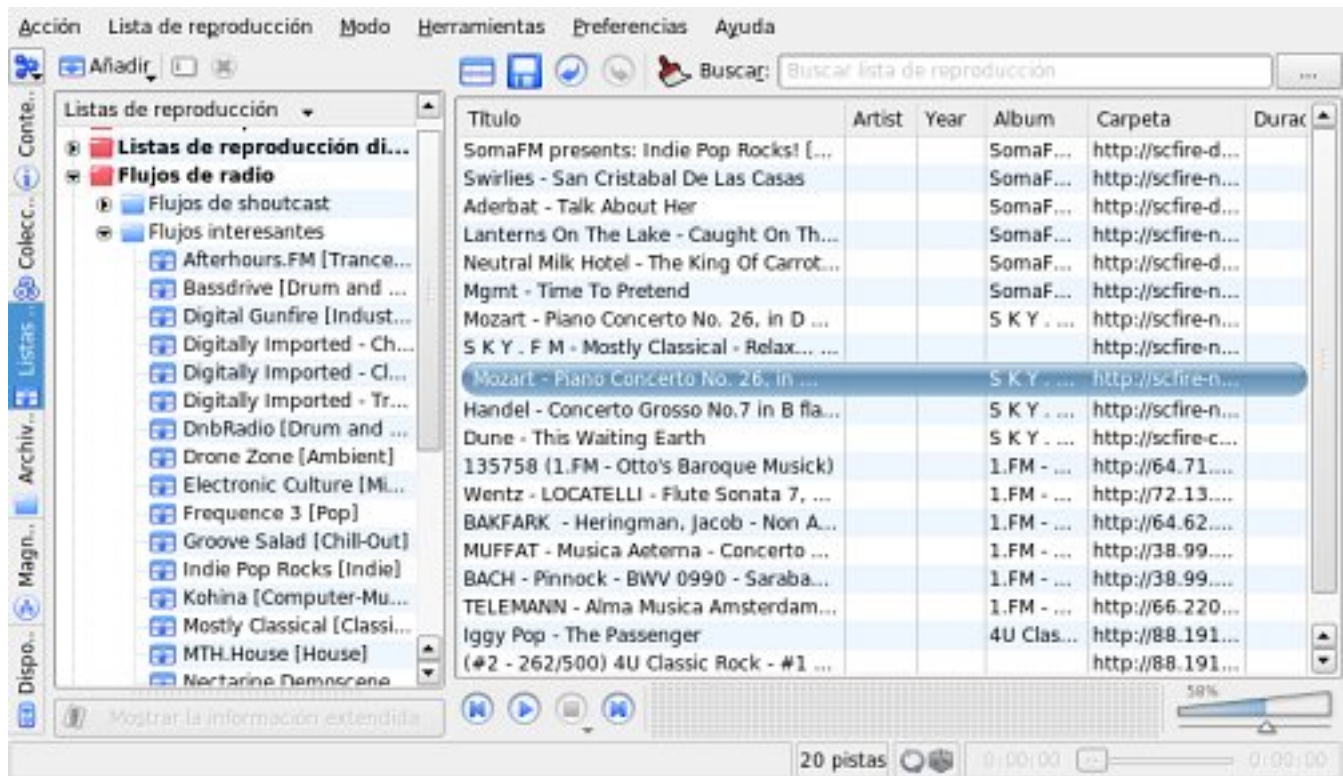 Acción Lista de reproducción Modo Herramientas Preferencias Ayuda
Añadir
Buscar: Buscar lista de reproducción ...
Conte...
Colecc...
Listas ...
Archiv...
Magn...
Dispo...
Listas de reproducción
Listas de reproducción di...
Flujos de radio
Flujos de shoutcast
Flujos interesantes
Afterhours.FM [Trance...
Bassdrive [Drum and ...
Digital Gunfire [Indust...
Digitally Imported - Ch...
Digitally Imported - Cl...
Digitally Imported - Tr...
DnbRadio [Drum and ...
Drone Zone [Ambient]
Electronic Culture [Mi...
Frequence 3 [Pop]
Groove Salad [Chill-Out]
Indie Pop Rocks [Indie]
Kohina [Computer-Mu...
Mostly Classical [Classi...
MTH.House [House]
Nectarine Demoscene
Mostrar la información extendida
Título Artist Year Album Carpeta Durac
SomaFM presents: Indie Pop Rocks! [... SomaF... http://scfire-d...
Swirlies - San Cristabal De Las Casas SomaF... http://scfire-n...
Aderbat - Talk About Her SomaF... http://scfire-d...
Lanterns On The Lake - Caught On Th... SomaF... http://scfire-n...
Neutral Milk Hotel - The King Of Carrot... SomaF... http://scfire-d...
Mgmt - Time To Pretend SomaF... http://scfire-n...
Mozart - Piano Concerto No. 26, in D ... S K Y . ... http://scfire-n...
S K Y . F M - Mostly Classical - Relax... ... http://scfire-n...
Mozart - Piano Concerto No. 26, in ... S K Y . ... http://scfire-n...
Handel - Concerto Grosso No.7 in B fla... S K Y . ... http://scfire-n...
Dune - This Waiting Earth S K Y . ... http://scfire-c...
135758 (1.FM - Otto's Baroque Musick) 1.FM - ... http://64.71....
Wentz - LOCATELLI - Flute Sonata 7, ... 1.FM - ... http://72.13....
BAKFARK - Heringman, Jacob - Non A... 1.FM - ... http://64.62....
MUFFAT - Musica Aeterna - Concerto ... 1.FM - ... http://38.99....
BACH - Pinnock - BWV 0990 - Saraba... 1.FM - ... http://38.99....
TELEMANN - Alma Musica Amsterdam... 1.FM - ... http://66.220...
Iggy Pop - The Passenger 4U Clas... http://88.191...
(#2 - 262/500) 4U Classic Rock - #1 ... http://88.191...
58%
20 pistas 0:00:00 0:00:00